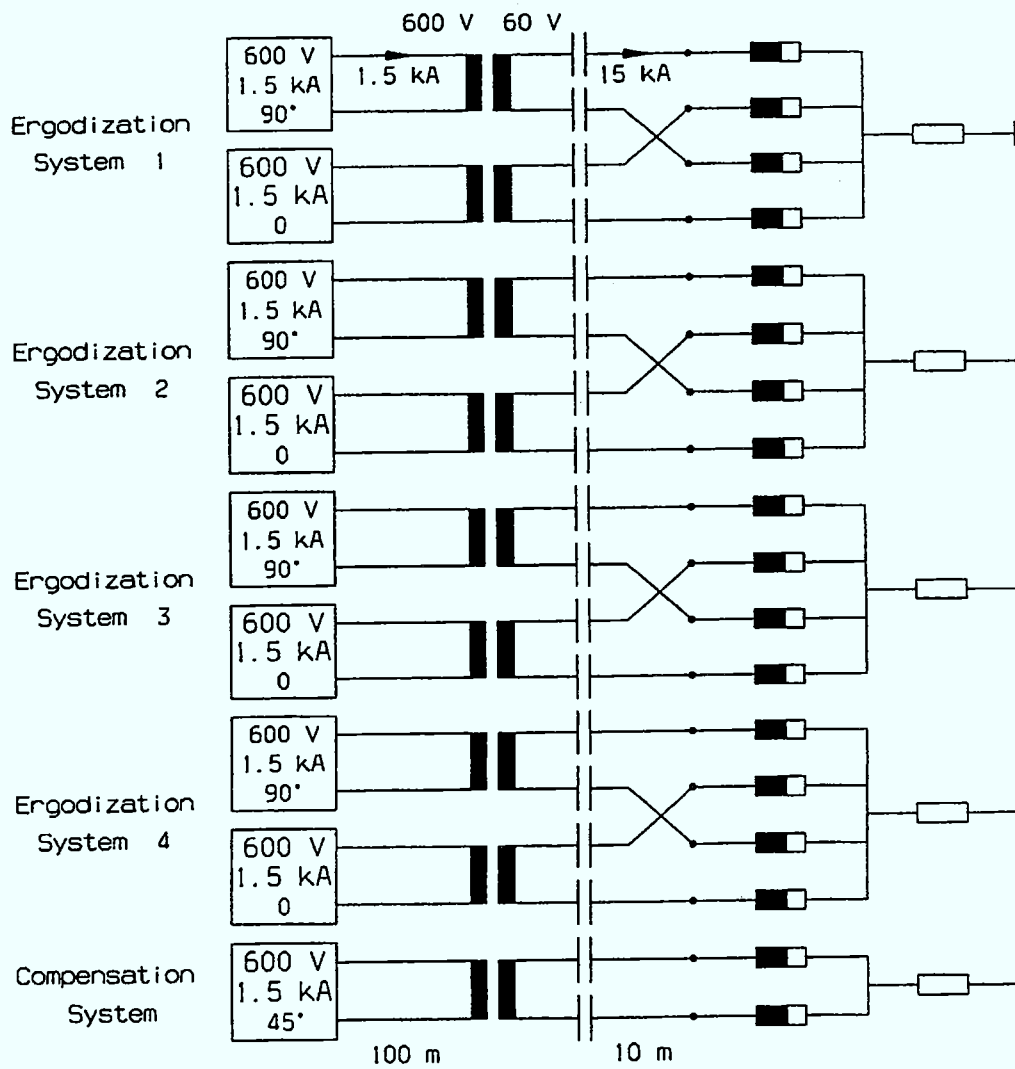 600 V 60 V
600 V
1.5 kA
90°
1.5 kA
15 kA
Ergodization
System 1
600 V
1.5 kA
0
600 V
1.5 kA
90°
Ergodization
System 2
600 V
1.5 kA
0
600 V
1.5 kA
90°
Ergodization
System 3
600 V
1.5 kA
0
600 V
1.5 kA
90°
Ergodization
System 4
600 V
1.5 kA
0
Compensation
System
600 V
1.5 kA
45°
100 m
10 m